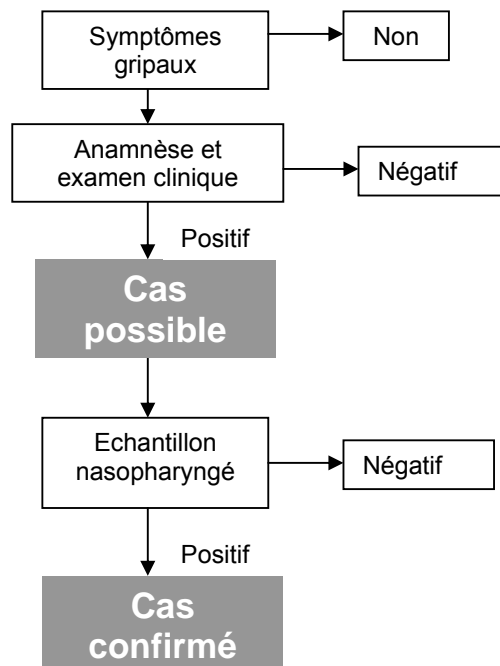 Symptômes
gripaux
Non
Anamnèse et
examen clinique
Négatif
Positif
Cas
possible
Echantillon
nasopharyngé
Négatif
Positif
Cas
confirmé